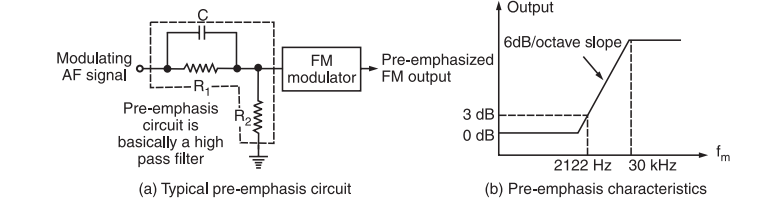 C
Modulating
AF signal
R1
R2
FM
modulator
Pre-emphasized
FM output
Pre-emphasis
circuit is
basically a high
pass filter
(a) Typical pre-emphasis circuit
Output
6dB/octave slope
3 dB
0 dB
fm
2122 Hz
30 kHz
(b) Pre-emphasis characteristics